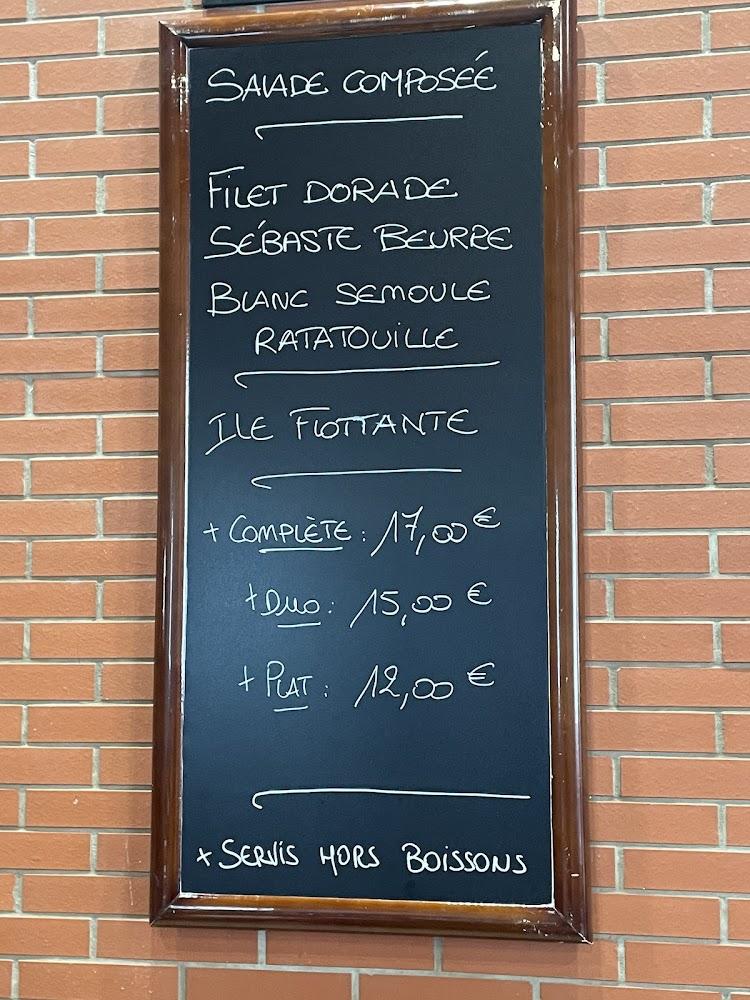 SALADE COMPOSÉE
FILET DORADE
SÉBASTE BEURRE
BLANC SEMOULE
RATATOUILLE
ILE FLOTTANTE
+ COMPLÈTE : 17,00 €
+ DUO : 15,00 €
+ PLAT : 12,00 €
+ SERVIS HORS BOISSONS